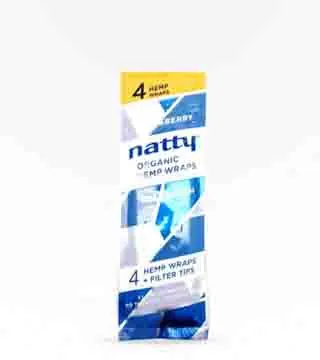 4 HEMP
WRAPS
BERRY
natty
ORGANIC
HEMP WRAPS
4 HEMP WRAPS
+ FILTER TIPS